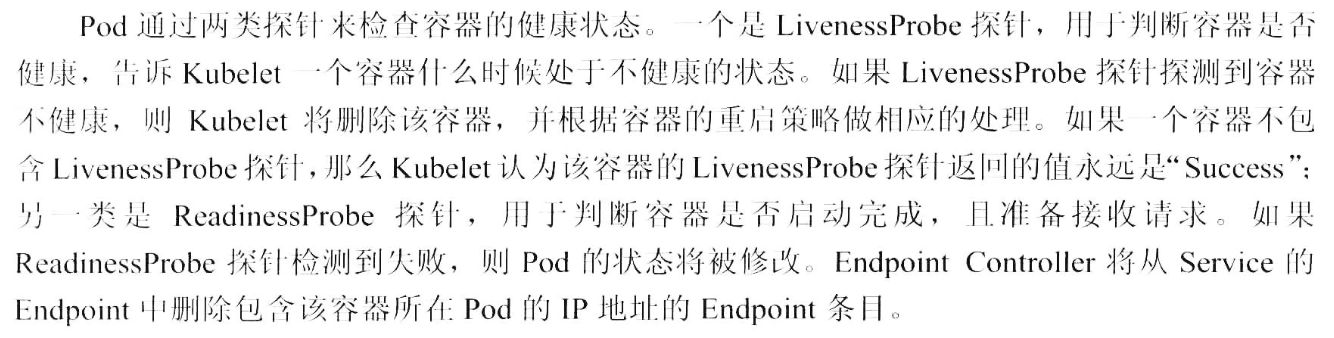 Pod 通过两类探针来检查容器的健康状态。一个是 LivenessProbe 探针，用于判断容器是否
健康，告诉 Kubelet 一个容器什么时候处于不健康的状态。如果 LivenessProbe 探针探测到容器
不健康，则 Kubelet 将删除该容器，并根据容器的重启策略做相应的处理。如果一个容器不包
含 LivenessProbe 探针，那么 Kubelet 认为该容器的 LivenessProbe 探针返回的值永远是“Success”；
另一类是 ReadinessProbe 探针，用于判断容器是否启动完成，且准备接收请求。如果
ReadinessProbe 探针检测到失败，则 Pod 的状态将被修改。Endpoint Controller 将从 Service 的
Endpoint 中删除包含该容器所在 Pod 的 IP 地址的 Endpoint 条目。